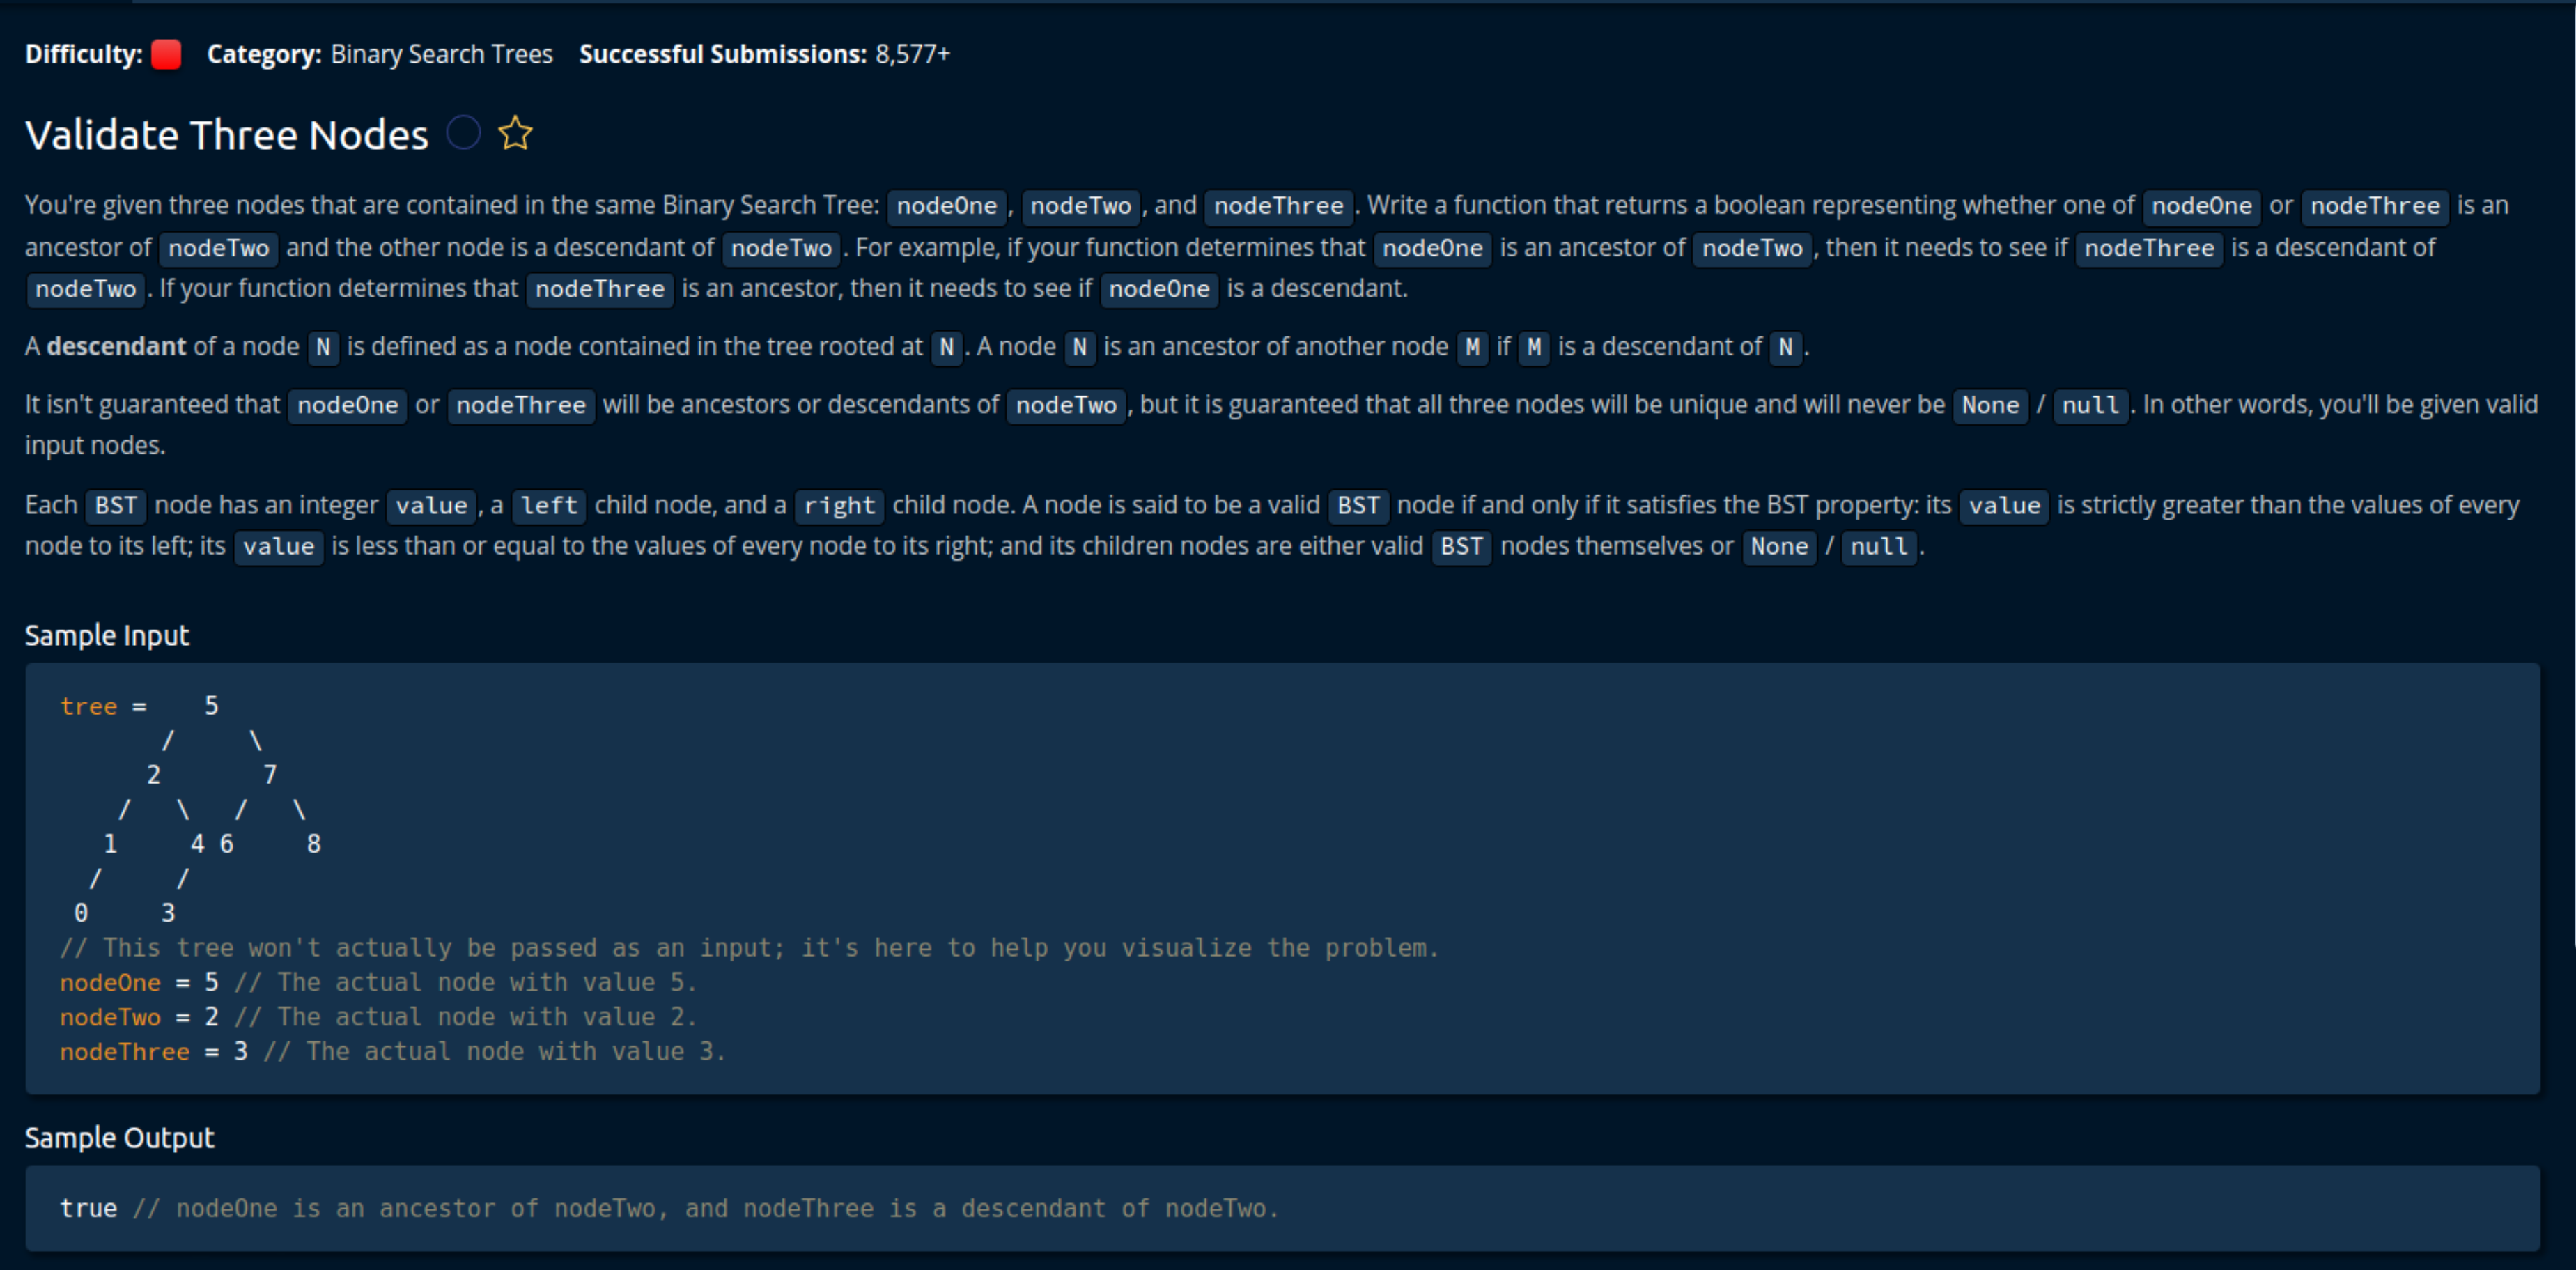 Difficulty: Category: Binary Search Trees Successful Submissions: 8,577+
Validate Three Nodes
You're given three nodes that are contained in the same Binary Search Tree: nodeOne, nodeTwo, and nodeThree. Write a function that returns a boolean representing whether one of nodeOne or nodeThree is an
ancestor of nodeTwo and the other node is a descendant of nodeTwo. For example, if your function determines that nodeOne is an ancestor of nodeTwo, then it needs to see if nodeThree is a descendant of
nodeTwo. If your function determines that nodeThree is an ancestor, then it needs to see if nodeOne is a descendant.
A descendant of a node N is defined as a node contained in the tree rooted at N. A node N is an ancestor of another node M if M is a descendant of N.
It isn't guaranteed that nodeOne or nodeThree will be ancestors or descendants of nodeTwo, but it is guaranteed that all three nodes will be unique and will never be None / null. In other words, you'll be given valid
input nodes.
Each BST node has an integer value, a left child node, and a right child node. A node is said to be a valid BST node if and only if it satisfies the BST property: its value is strictly greater than the values of every
node to its left; its value is less than or equal to the values of every node to its right; and its children nodes are either valid BST nodes themselves or None / null.
Sample Input
tree =    5
       /     \
      2       7
    /   \   /   \
   1     4 6     8
  /     /
 0     3
// This tree won't actually be passed as an input; it's here to help you visualize the problem.
nodeOne = 5 // The actual node with value 5.
nodeTwo = 2 // The actual node with value 2.
nodeThree = 3 // The actual node with value 3.
Sample Output
true // nodeOne is an ancestor of nodeTwo, and nodeThree is a descendant of nodeTwo.